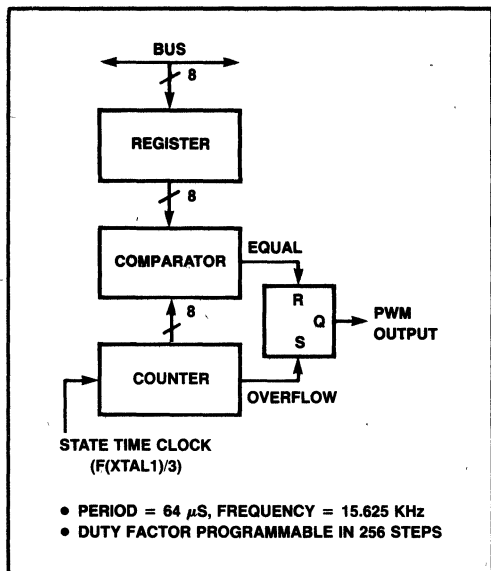 BUS
8
REGISTER
8
COMPARATOR
EQUAL
8
R
Q
S
PWM
OUTPUT
COUNTER
OVERFLOW
STATE TIME CLOCK
(F(XTAL1)/3)
• PERIOD = 64 μS, FREQUENCY = 15.625 KHz
• DUTY FACTOR PROGRAMMABLE IN 256 STEPS